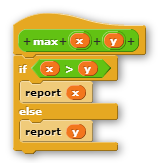 + max + x + y +
if x > y
report x
else
report y